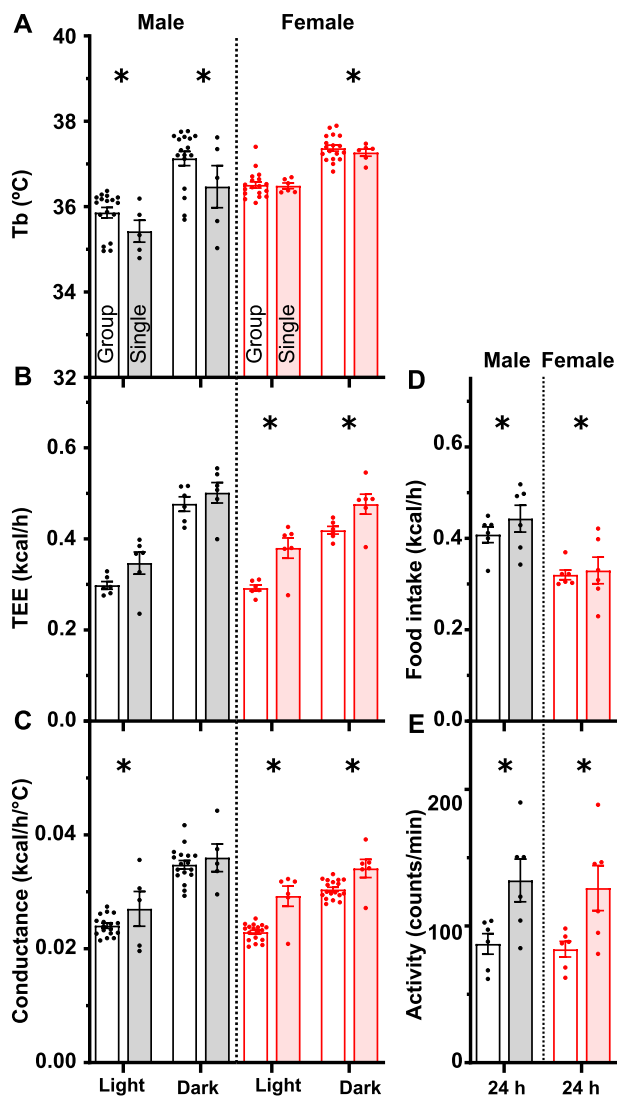 A
Male
Female
40
*
*
*
38
Tb (ºC)
36
34
Group
Single
Group
Single
32
B
0.6
*
*
TEE (kcal/h)
0.4
0.2
0.0
D
Male
Female
*
*
0.6
Food intake (kcal/h)
0.4
0.2
0.0
C
*
*
*
0.04
Conductance (kcal/h/°C)
0.02
0.00
Light
Dark
Light
Dark
E
*
*
200
Activity (counts/min)
100
0
24 h
24 h